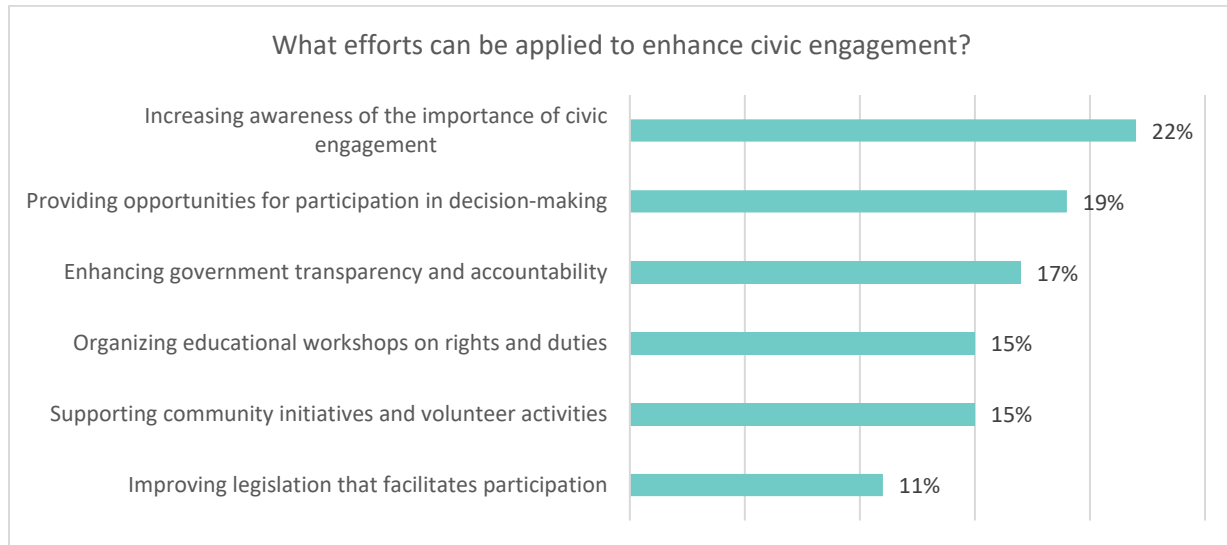 What efforts can be applied to enhance civic engagement?
Increasing awareness of the importance of civic
engagement
22%
Providing opportunities for participation in decision-making
19%
Enhancing government transparency and accountability
17%
Organizing educational workshops on rights and duties
15%
Supporting community initiatives and volunteer activities
15%
Improving legislation that facilitates participation
11%